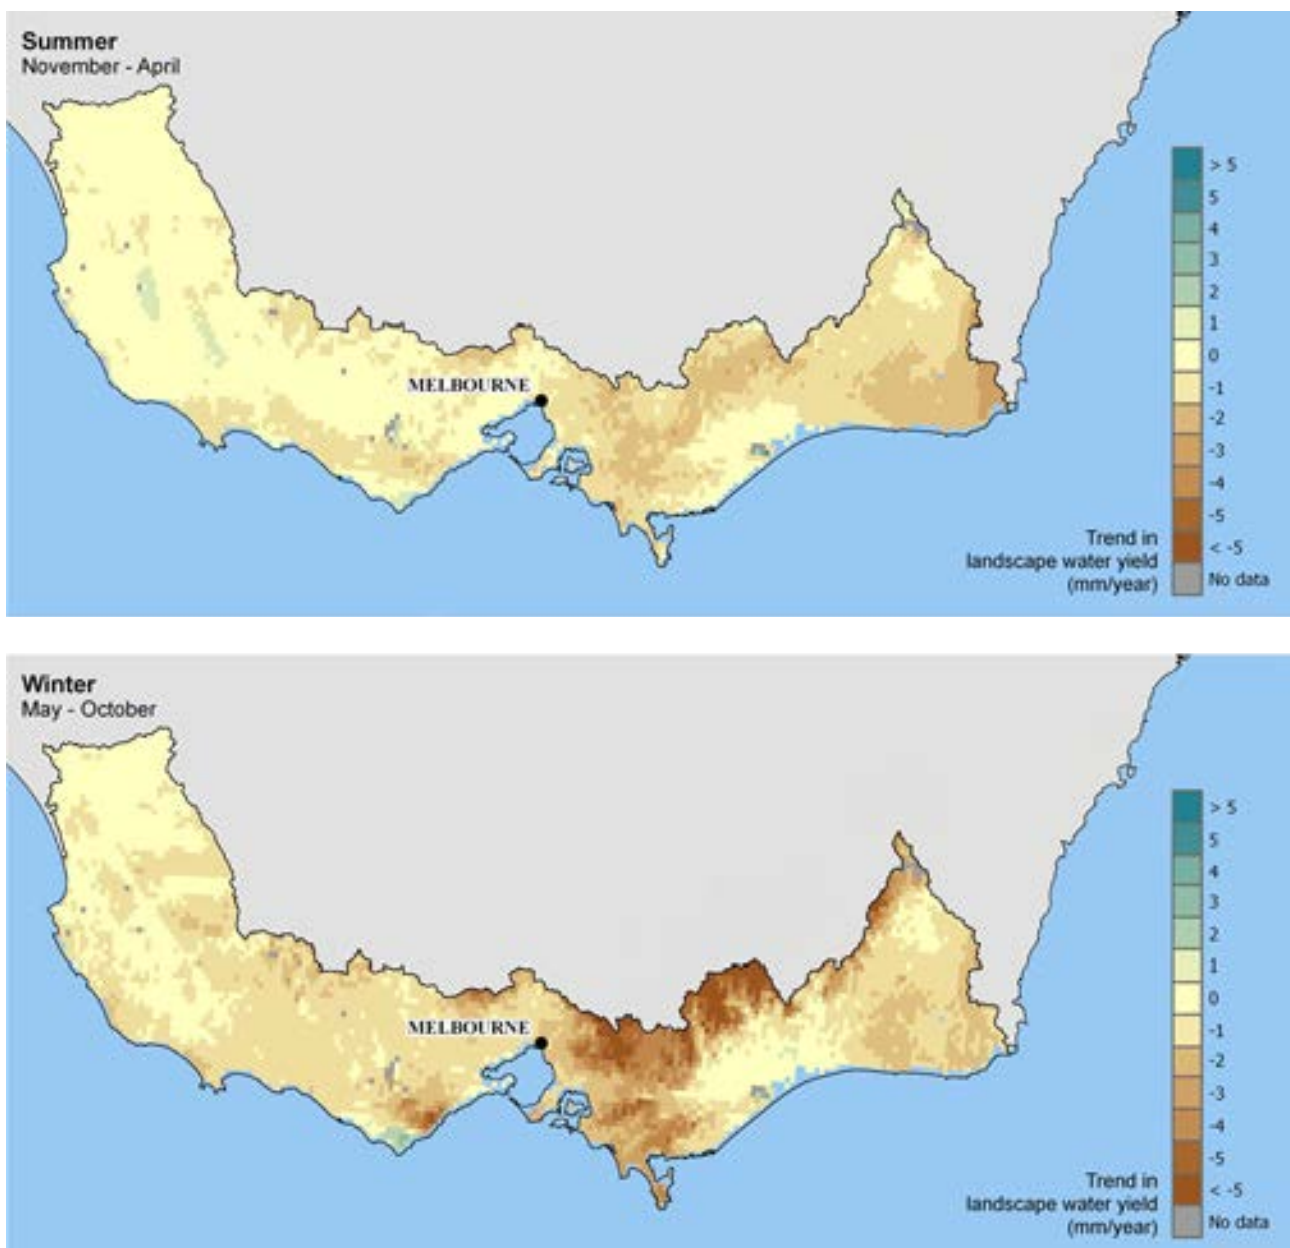 Summer
November - April
> 5
5
4
3
2
1
0
-1
-2
-3
-4
-5
< -5
No data
MELBOURNE
Trend in
landscape water yield
(mm/year)
Winter
May - October
> 5
5
4
3
2
1
0
-1
-2
-3
-4
-5
< -5
No data
MELBOURNE
Trend in
landscape water yield
(mm/year)